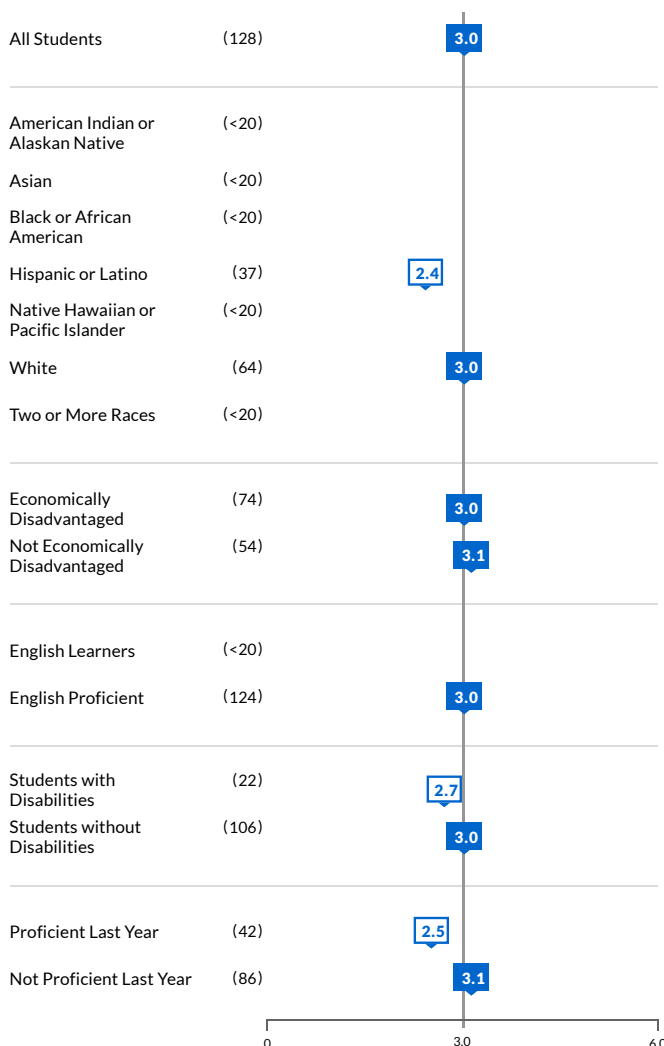 All Students (128) 3.0
American Indian or (<20)
Alaskan Native
Asian (<20)
Black or African (<20)
American
Hispanic or Latino (37) 2.4
Native Hawaiian or (<20)
Pacific Islander
White (64) 3.0
Two or More Races (<20)
Economically (74) 3.0
Disadvantaged
Not Economically (54) 3.1
Disadvantaged
English Learners (<20)
English Proficient (124) 3.0
Students with (22) 2.7
Disabilities
Students without (106) 3.0
Disabilities
Proficient Last Year (42) 2.5
Not Proficient Last Year (86) 3.1
0 3.0 6.0